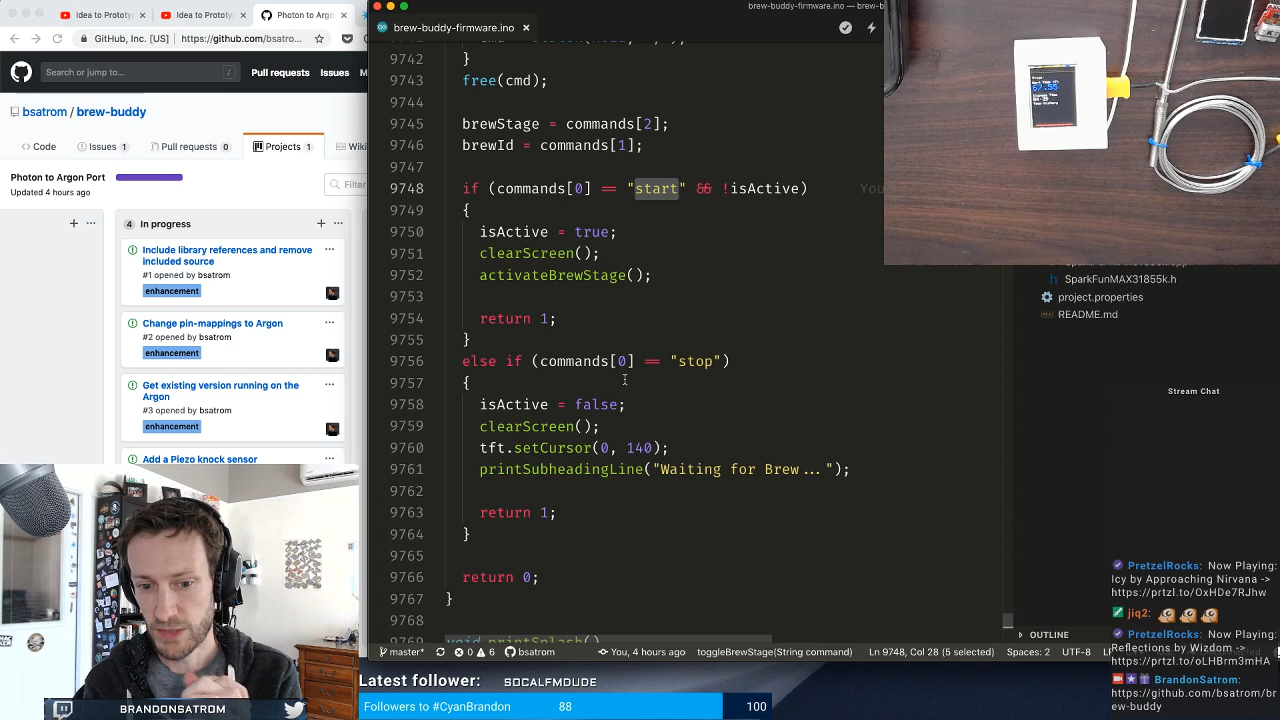 Idea to Prototy
Idea to Prototy
Photon to Argo
GitHub, Inc. [US]
https://github.com/bsatro...
Search or jump to...
/
Pull requests
Issues
bsatrom / brew-buddy
Code
Issues 1
Pull requests 0
Projects 1
Wiki
Photon to Argon Port
Updated 4 hours ago
Filter
4 In progress
Include library references and remove
included source
#1 opened by bsatrom
enhancement
Change pin-mappings to Argon
#2 opened by bsatrom
enhancement
Get existing version running on the
Argon
#3 opened by bsatrom
enhancement
Add a Piezo knock sensor
brew-buddy-firmware.ino — brew-b
brew-buddy-firmware.ino
9742 }
9743 free(cmd);
9744
9745 brewStage = commands[2];
9746 brewId = commands[1];
9747
9748 if (commands[0] == "start" && !isActive) You
9749 {
9750 isActive = true;
9751 clearScreen();
9752 activateBrewStage();
9753
9754 return 1;
9755 }
9756 else if (commands[0] == "stop")
9757 {
9758 isActive = false;
9759 clearScreen();
9760 tft.setCursor(0, 140);
9761 printSubheadingLine("Waiting for Brew...");
9762
9763 return 1;
9764 }
9765
9766 return 0;
9767 }
9768
9769 void printSplash()
master*
0
6
bsatrom
You, 4 hours ago
toggleBrewStage(String command)
Ln 9748, Col 28 (5 selected)
Spaces: 2
UTF-8
SparkFunMAX31855k.h
project.properties
README.md
Stream Chat
OUTLINE
PretzelRocks: Now Playing:
Icy by Approaching Nirvana ->
https://prtzl.to/OxHDe7RJhw
jiq2:
PretzelRocks: Now Playing:
Reflections by Wizdom ->
https://prtzl.to/oLHBrm3mHA
BrandonSatrom:
https://github.com/bsatrom/br
ew-buddy
BRANDONSATROM
Latest follower: SOCALFMDUDE
Followers to #CyanBrandon 88 100